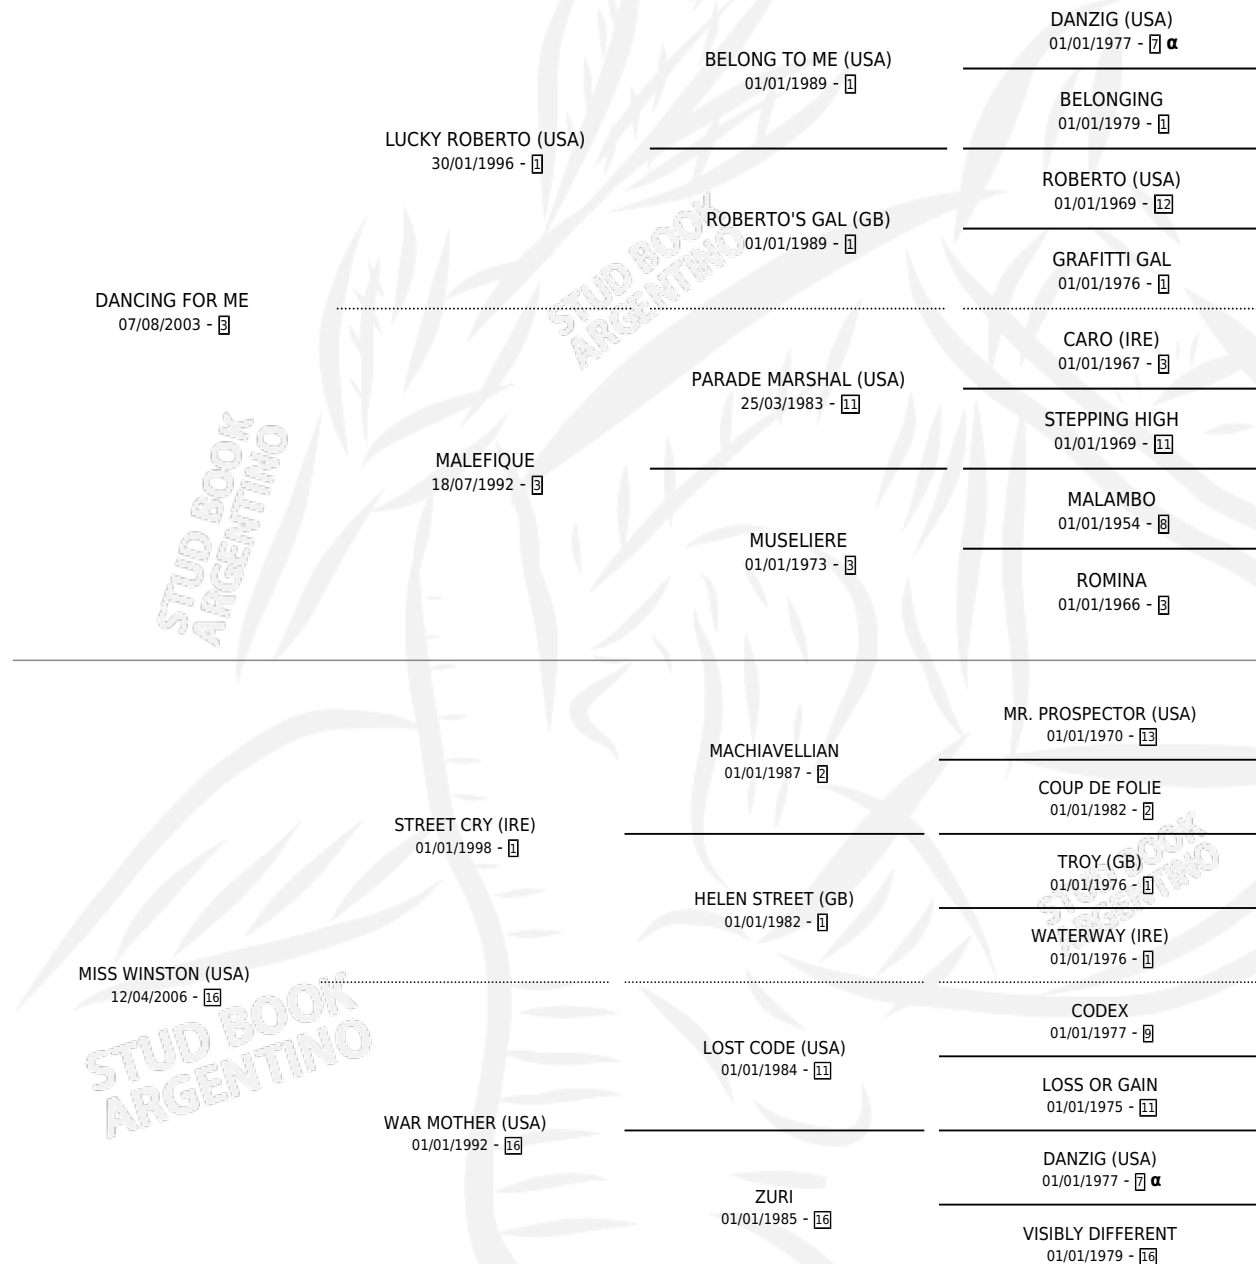 DANZIG (USA)
01/01/1977 - 7 α
BELONG TO ME (USA)
01/01/1989 - 1
BELONGING
01/01/1979 - 1
LUCKY ROBERTO (USA)
30/01/1996 - 1
ROBERTO (USA)
01/01/1969 - 12
ROBERTO'S GAL (GB)
01/01/1989 - 1
GRAFITTI GAL
01/01/1976 - 1
DANCING FOR ME
07/08/2003 - 3
CARO (IRE)
01/01/1967 - 3
PARADE MARSHAL (USA)
25/03/1983 - 11
STEPPING HIGH
01/01/1969 - 11
MALEFIQUE
18/07/1992 - 3
MALAMBO
01/01/1954 - 8
MUSELIERE
01/01/1973 - 3
ROMINA
01/01/1966 - 3
STUD BOOK
ARGENTINO
STUD BOOK
ARGENTINO
MR. PROSPECTOR (USA)
01/01/1970 - 13
MACHIAVELLIAN
01/01/1987 - 2
COUP DE FOLIE
01/01/1982 - 2
STREET CRY (IRE)
01/01/1998 - 1
TROY (GB)
01/01/1976 - 1
HELEN STREET (GB)
01/01/1982 - 1
WATERWAY (IRE)
01/01/1976 - 1
MISS WINSTON (USA)
12/04/2006 - 16
CODEX
01/01/1977 - 9
LOST CODE (USA)
01/01/1984 - 11
LOSS OR GAIN
01/01/1975 - 11
WAR MOTHER (USA)
01/01/1992 - 16
DANZIG (USA)
01/01/1977 - 7 α
ZURI
01/01/1985 - 16
VISIBLY DIFFERENT
01/01/1979 - 16
STUD BOOK
ARGENTINO
STUD BOOK
ARGENTINO